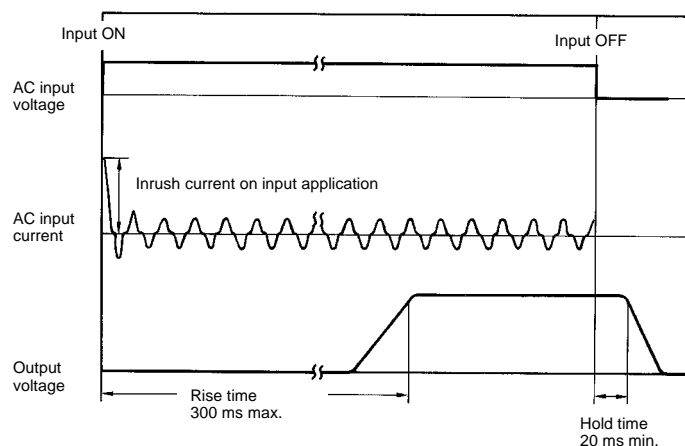 Input ON
Input OFF
AC input
voltage
Inrush current on input application
AC input
current
Output
voltage
Rise time
300 ms max.
Hold time
20 ms min.